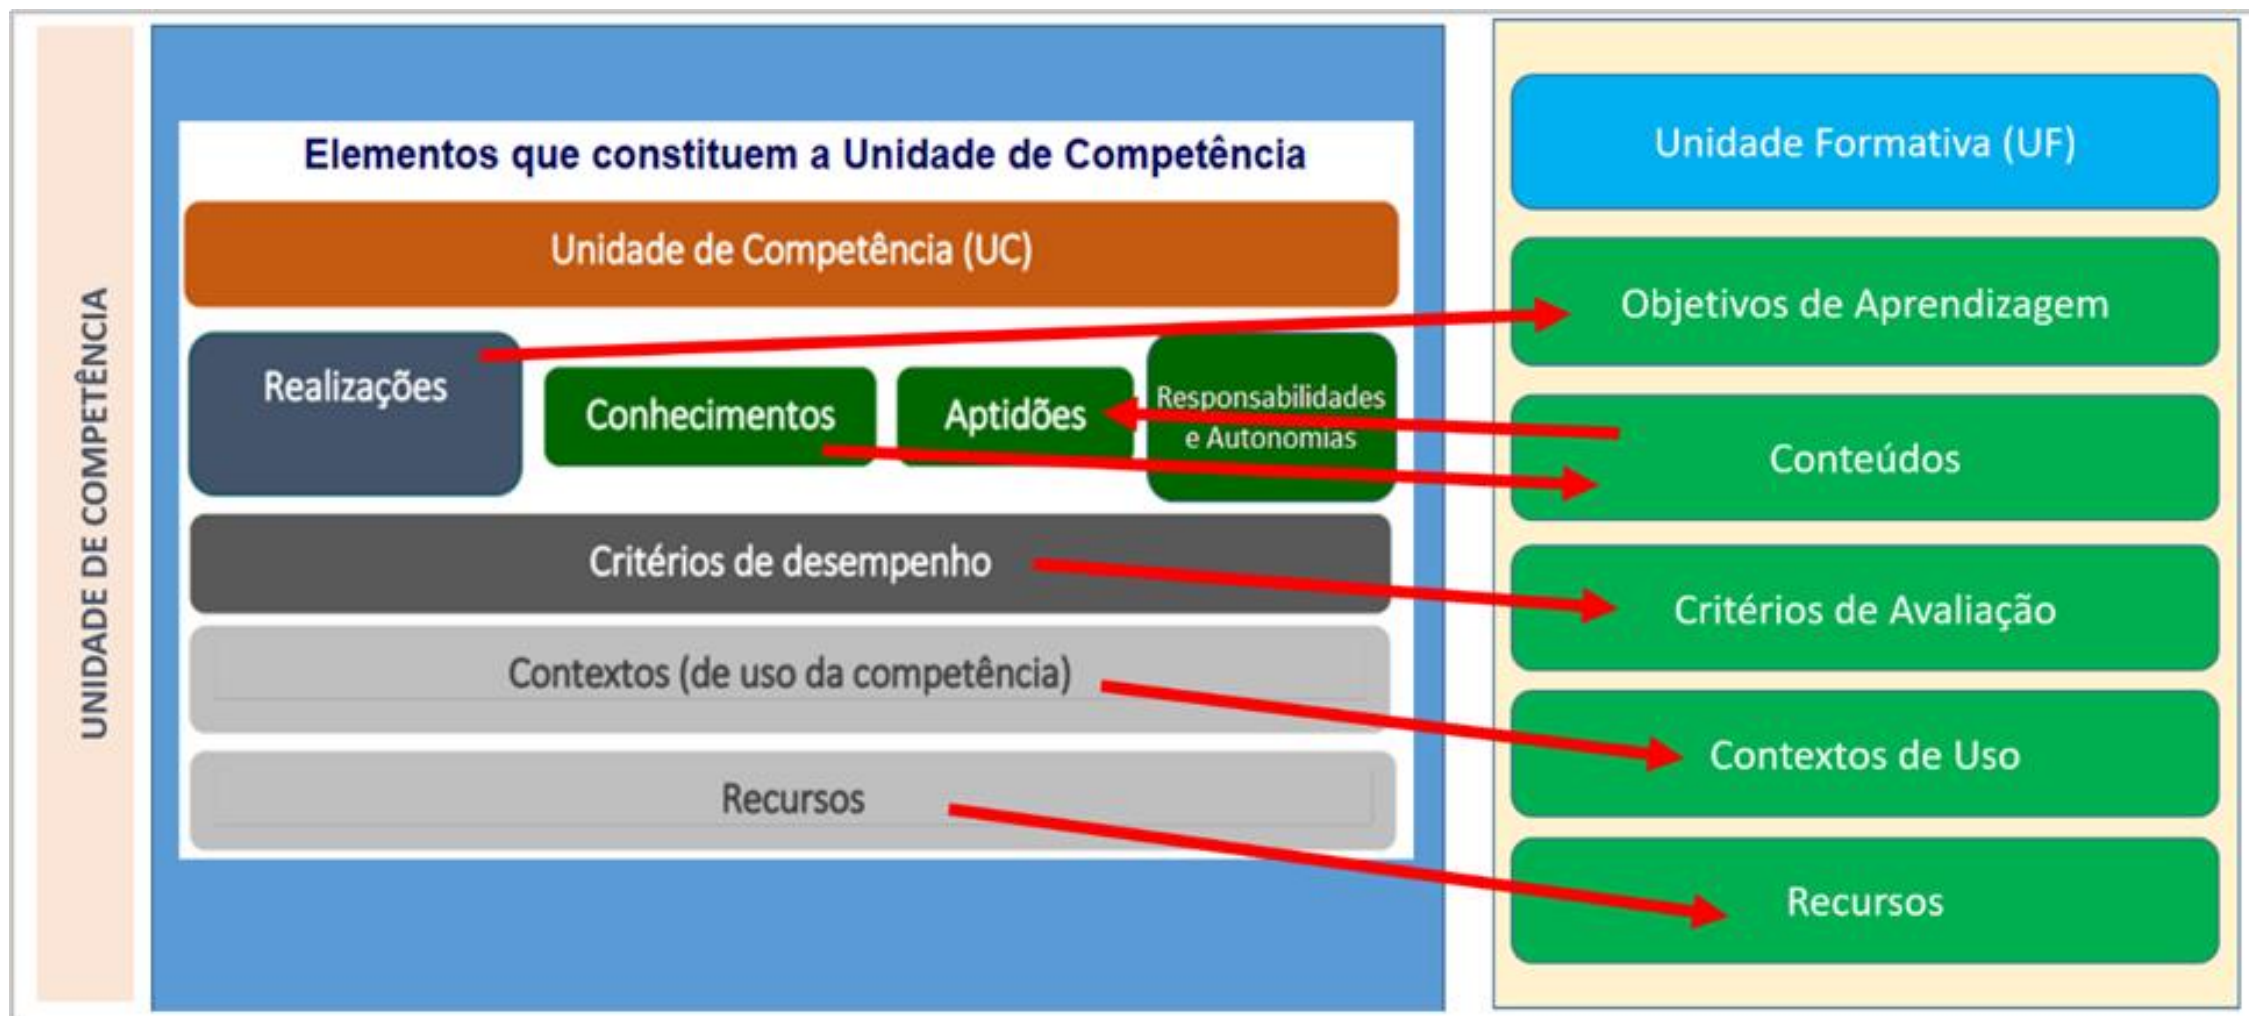 UNIDADE DE COMPETÊNCIA
Elementos que constituem a Unidade de Competência
Unidade de Competência (UC)
Realizações
Conhecimentos
Aptidões
Responsabilidades
e Autonomias
Critérios de desempenho
Contextos (de uso da competência)
Recursos
Unidade Formativa (UF)
Objetivos de Aprendizagem
Conteúdos
Critérios de Avaliação
Contextos de Uso
Recursos